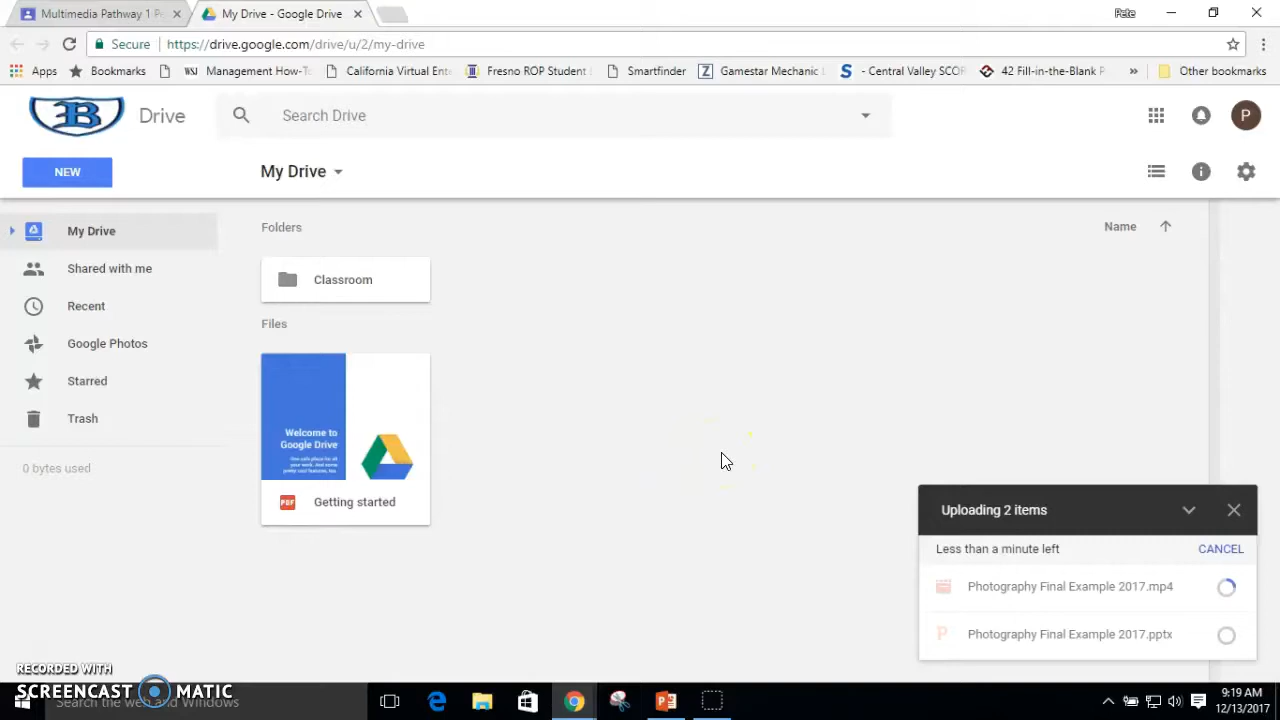 Multimedia Pathway 1 P
My Drive - Google Drive
Pete
Secure
https://drive.google.com/drive/u/2/my-drive
Apps
Bookmarks
WSJ
Management How-T
California Virtual Ente
Fresno ROP Student
Smartfinder
Z
Gamestar Mechanic
S
- Central Valley SCOR
42 Fill-in-the-Blank P
»
Other bookmarks
B
Drive
Search Drive
P
NEW
My Drive
My Drive
Shared with me
Recent
Google Photos
Starred
Trash
0 bytes used
Folders
Name
Classroom
Files
Welcome to
Google Drive
PDF
Getting started
Uploading 2 items
Less than a minute left
CANCEL
Photography Final Example 2017.mp4
P
Photography Final Example 2017.pptx
RECORDED WITH
SCREENCAST MATIC
Search the web and Windows
9:19 AM
12/13/2017